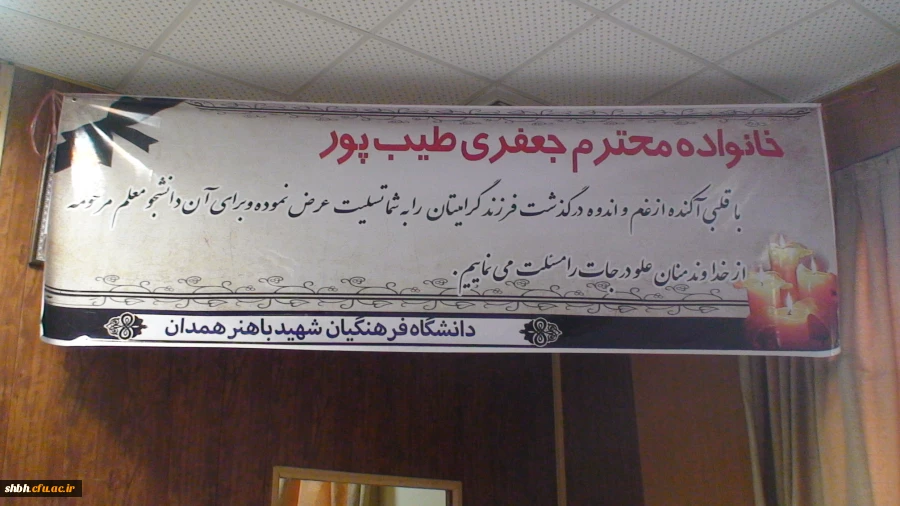 خانواده محترم جعفری طیب پور
با قلبی آکنده از غم و اندوه درگذشت فرزند گرامیتان را به شما تسلیت عرض نموده و برای آن دانشجو معلم مرحومه
از خداوند منان علو درجات را مسئلت می نماییم.
دانشگاه فرهنگیان شهید باهنر همدان
shbh.cfu.ac.ir